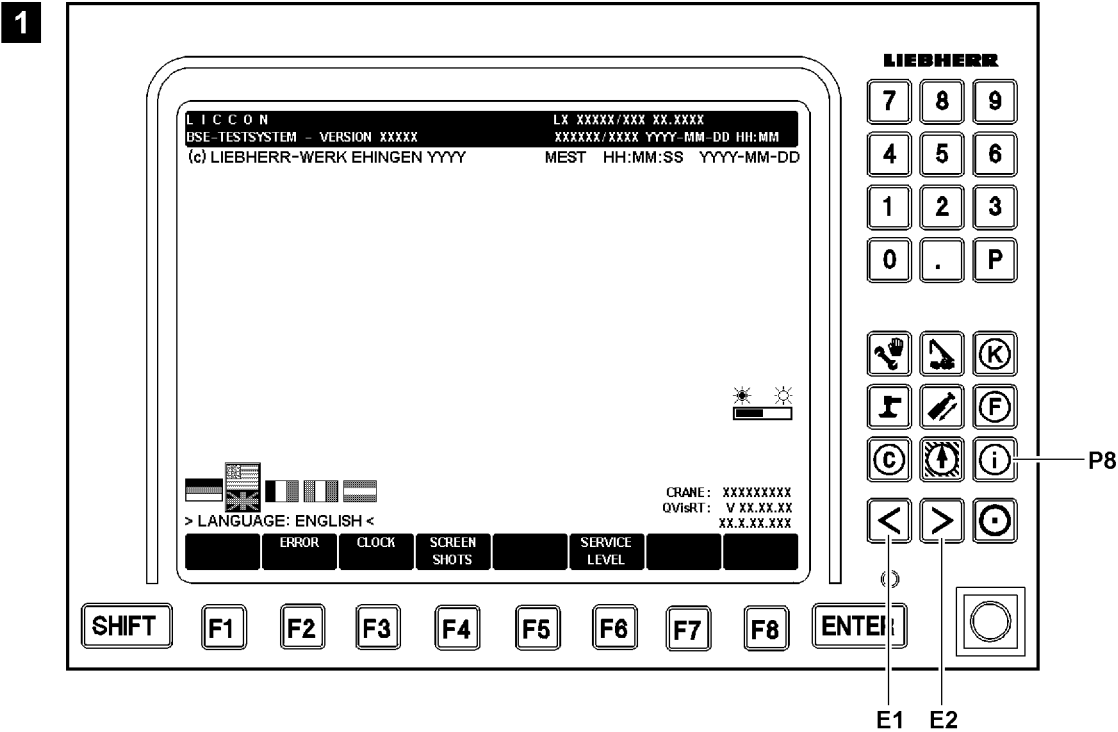 1
LIEBHERR
L I C C O N LX XXXXX/XXX XX.XXXX
BSE-TESTSYSTEM - VERSION XXXXX XXXXXX/XXXX YYYY-MM-DD HH:MM
(c) LIEBHERR-WERK EHINGEN YYYY MEST HH:MM:SS YYYY-MM-DD
7 8 9
4 5 6
1 2 3
0 . P
K
F
C i P8
CRANE: XXXXXXXXX
QVisRT: V XX.XX.XX
> LANGUAGE: ENGLISH < XX.X.XX.XXX
< >
ERROR CLOCK SCREEN SHOTS SERVICE LEVEL
SHIFT F1 F2 F3 F4 F5 F6 F7 F8 ENTER
E1 E2